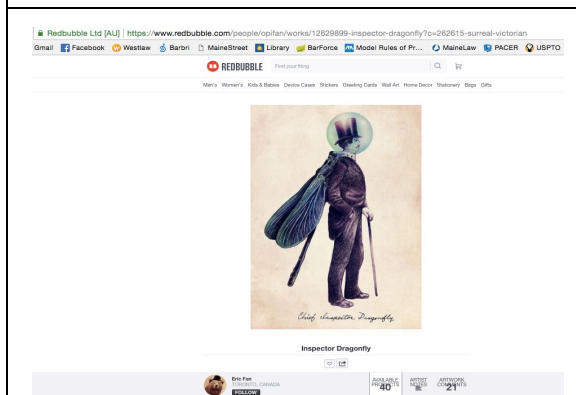 Redbubble Ltd [AU] | https://www.redbubble.com/people/opifan/works/12629899-inspector-dragonfly?c=262615-surreal-victorian
Gmail Facebook Westlaw Barbri MaineStreet Library BarForce Model Rules of Pr... MaineLaw PACER USPTO
REDBUBBLE Find your thing
Men's Women's Kids & Babies Device Cases Stickers Greeting Cards Wall Art Home Decor Stationery Bags Gifts
Chief Inspector Dragonfly
Inspector Dragonfly
Eric Fan
TORONTO, CANADA
FOLLOW
AVAILABLE PRODUCTS
40
ARTIST NOTES
ARTWORK COMMENTS
21